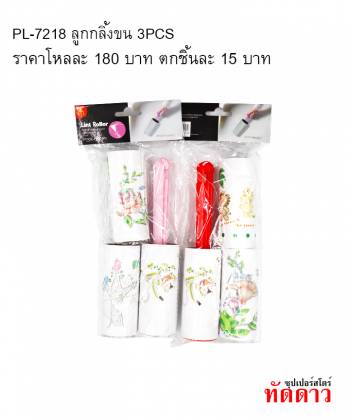 PL-7218 ลูกกลิ้งขน 3PCS
ราคาโหลละ 180 บาท ตกชิ้นละ 15 บาท
Lint Roller
ซุปเปอร์สโตร์
ทัดดาว